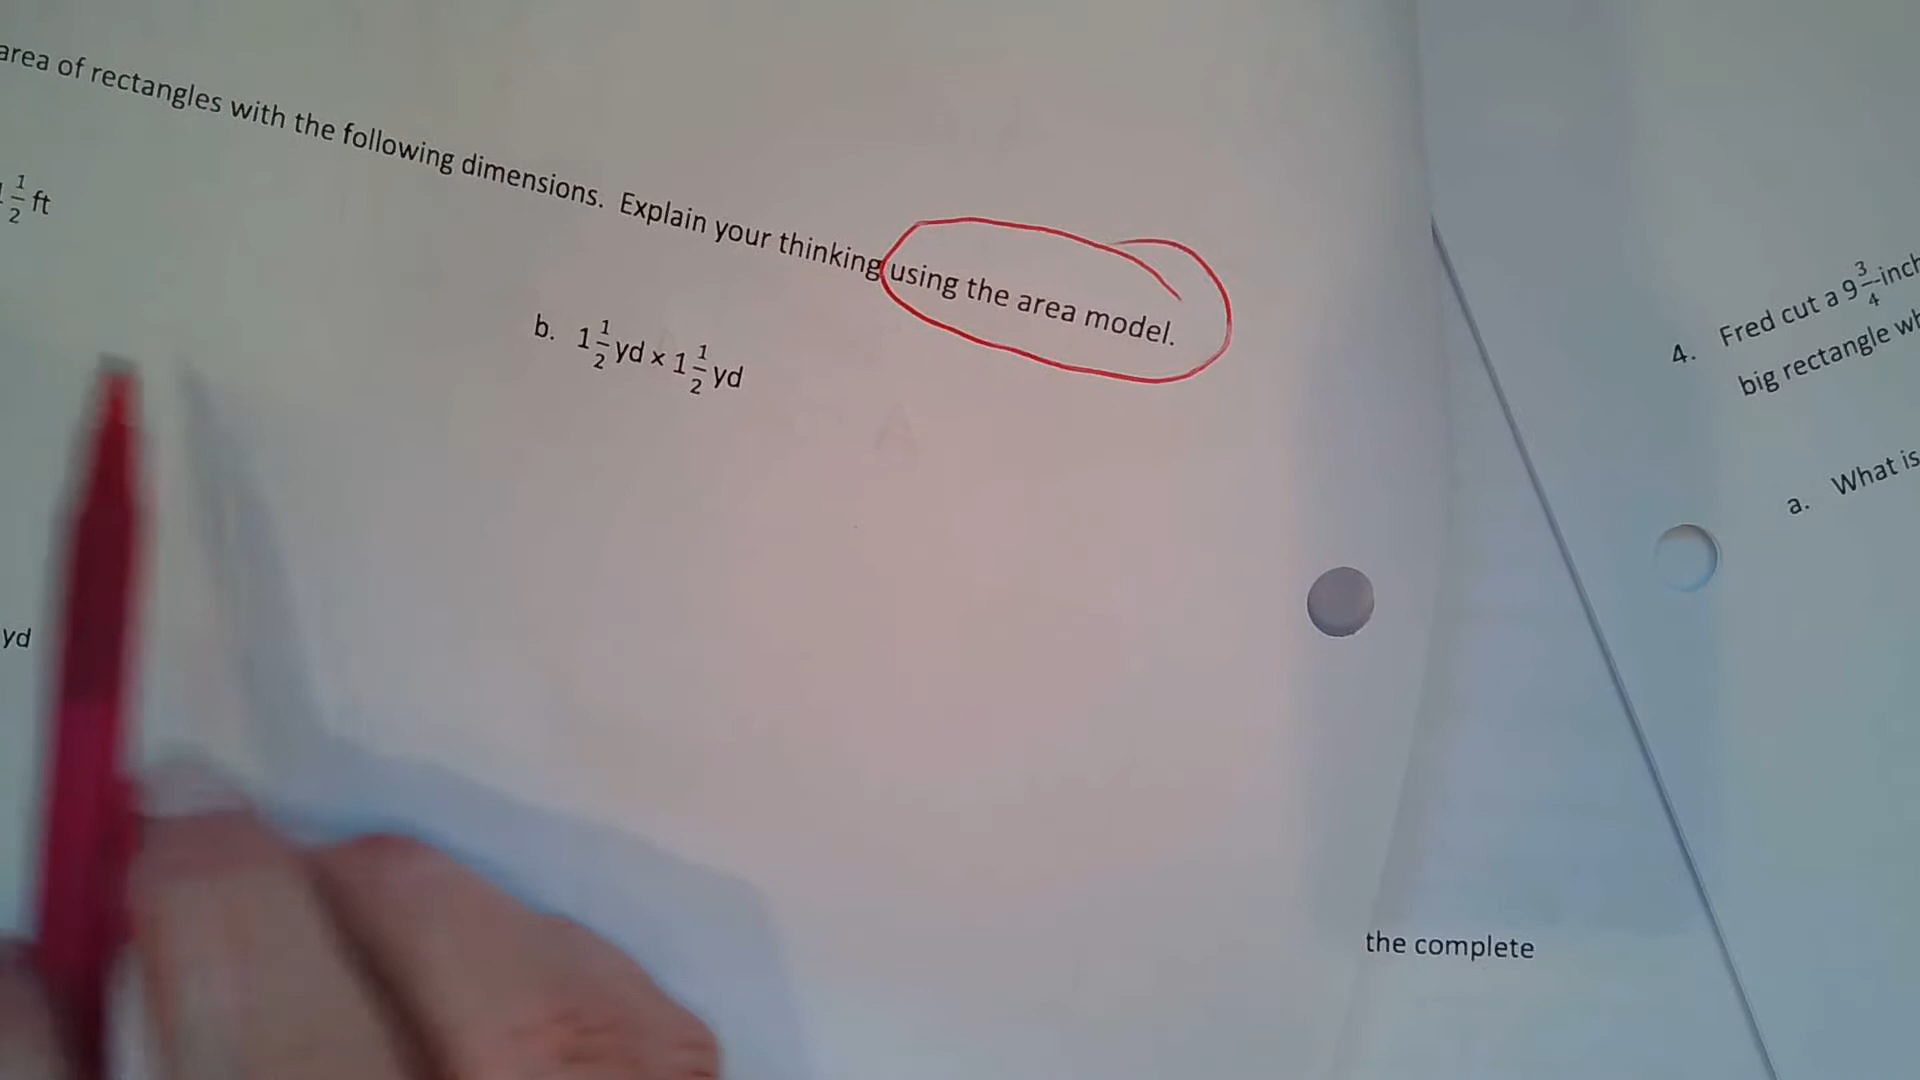 area of rectangles with the following dimensions. Explain your thinking using the area model.
1/2 ft
b. 1 1/2 yd × 1 1/2 yd
yd
4. Fred cut a 9 3/4-inch
big rectangle
a. What is
the complete